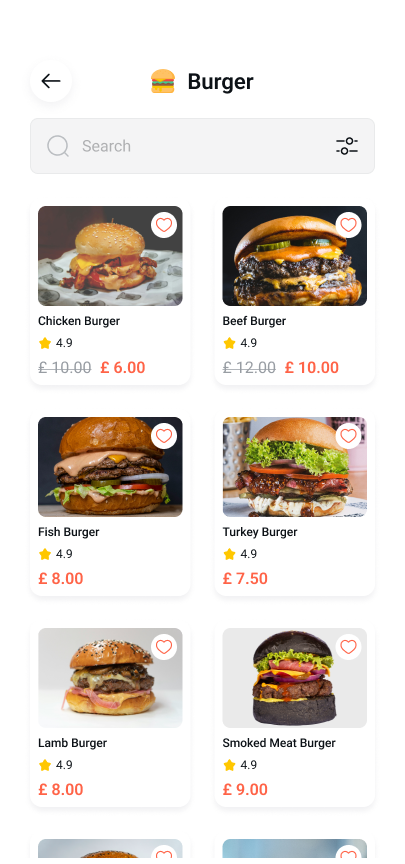 Burger
Search
Chicken Burger
4.9
£ 10.00 £ 6.00
Beef Burger
4.9
£ 12.00 £ 10.00
Fish Burger
4.9
£ 8.00
Turkey Burger
4.9
£ 7.50
Lamb Burger
4.9
£ 8.00
Smoked Meat Burger
4.9
£ 9.00